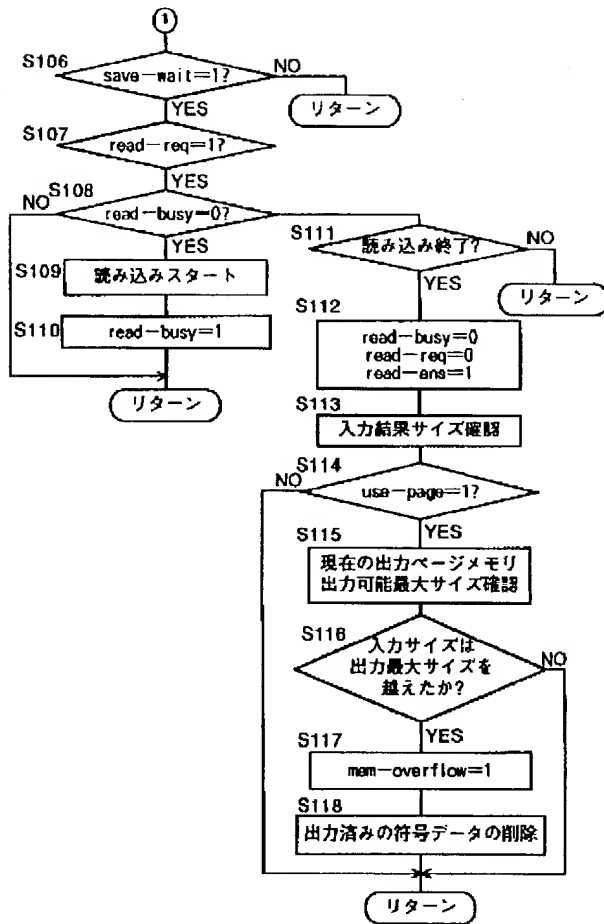 1
S106
save-wait=1?
NO
リターン
YES
S107
read-req=1?
YES
S108
NO
read-busy=0?
YES
S109
読み込みスタート
S110
read-busy=1
リターン
S111
読み込み終了?
NO
リターン
YES
S112
read-busy=0
read-req=0
read-ans=1
S113
入力結果サイズ確認
S114
NO
use-page=1?
YES
S115
現在の出力ページメモリ
出力可能最大サイズ確認
S116
入力サイズは
出力最大サイズを
越えたか?
NO
YES
S117
mem-overflow=1
S118
出力済みの符号データの削除
リターン